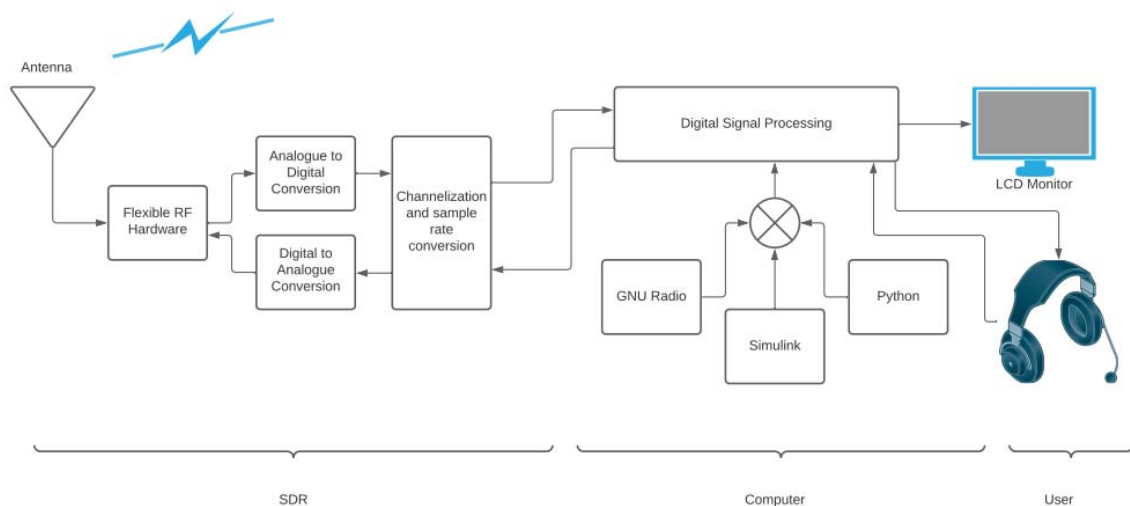 Antenna
Flexible RF
Hardware
Analogue to
Digital
Conversion
Digital to
Analogue
Conversion
Channelization
and sample
rate
conversion
Digital Signal Processing
LCD Monitor
GNU Radio
Simulink
Python
SDR
Computer
User